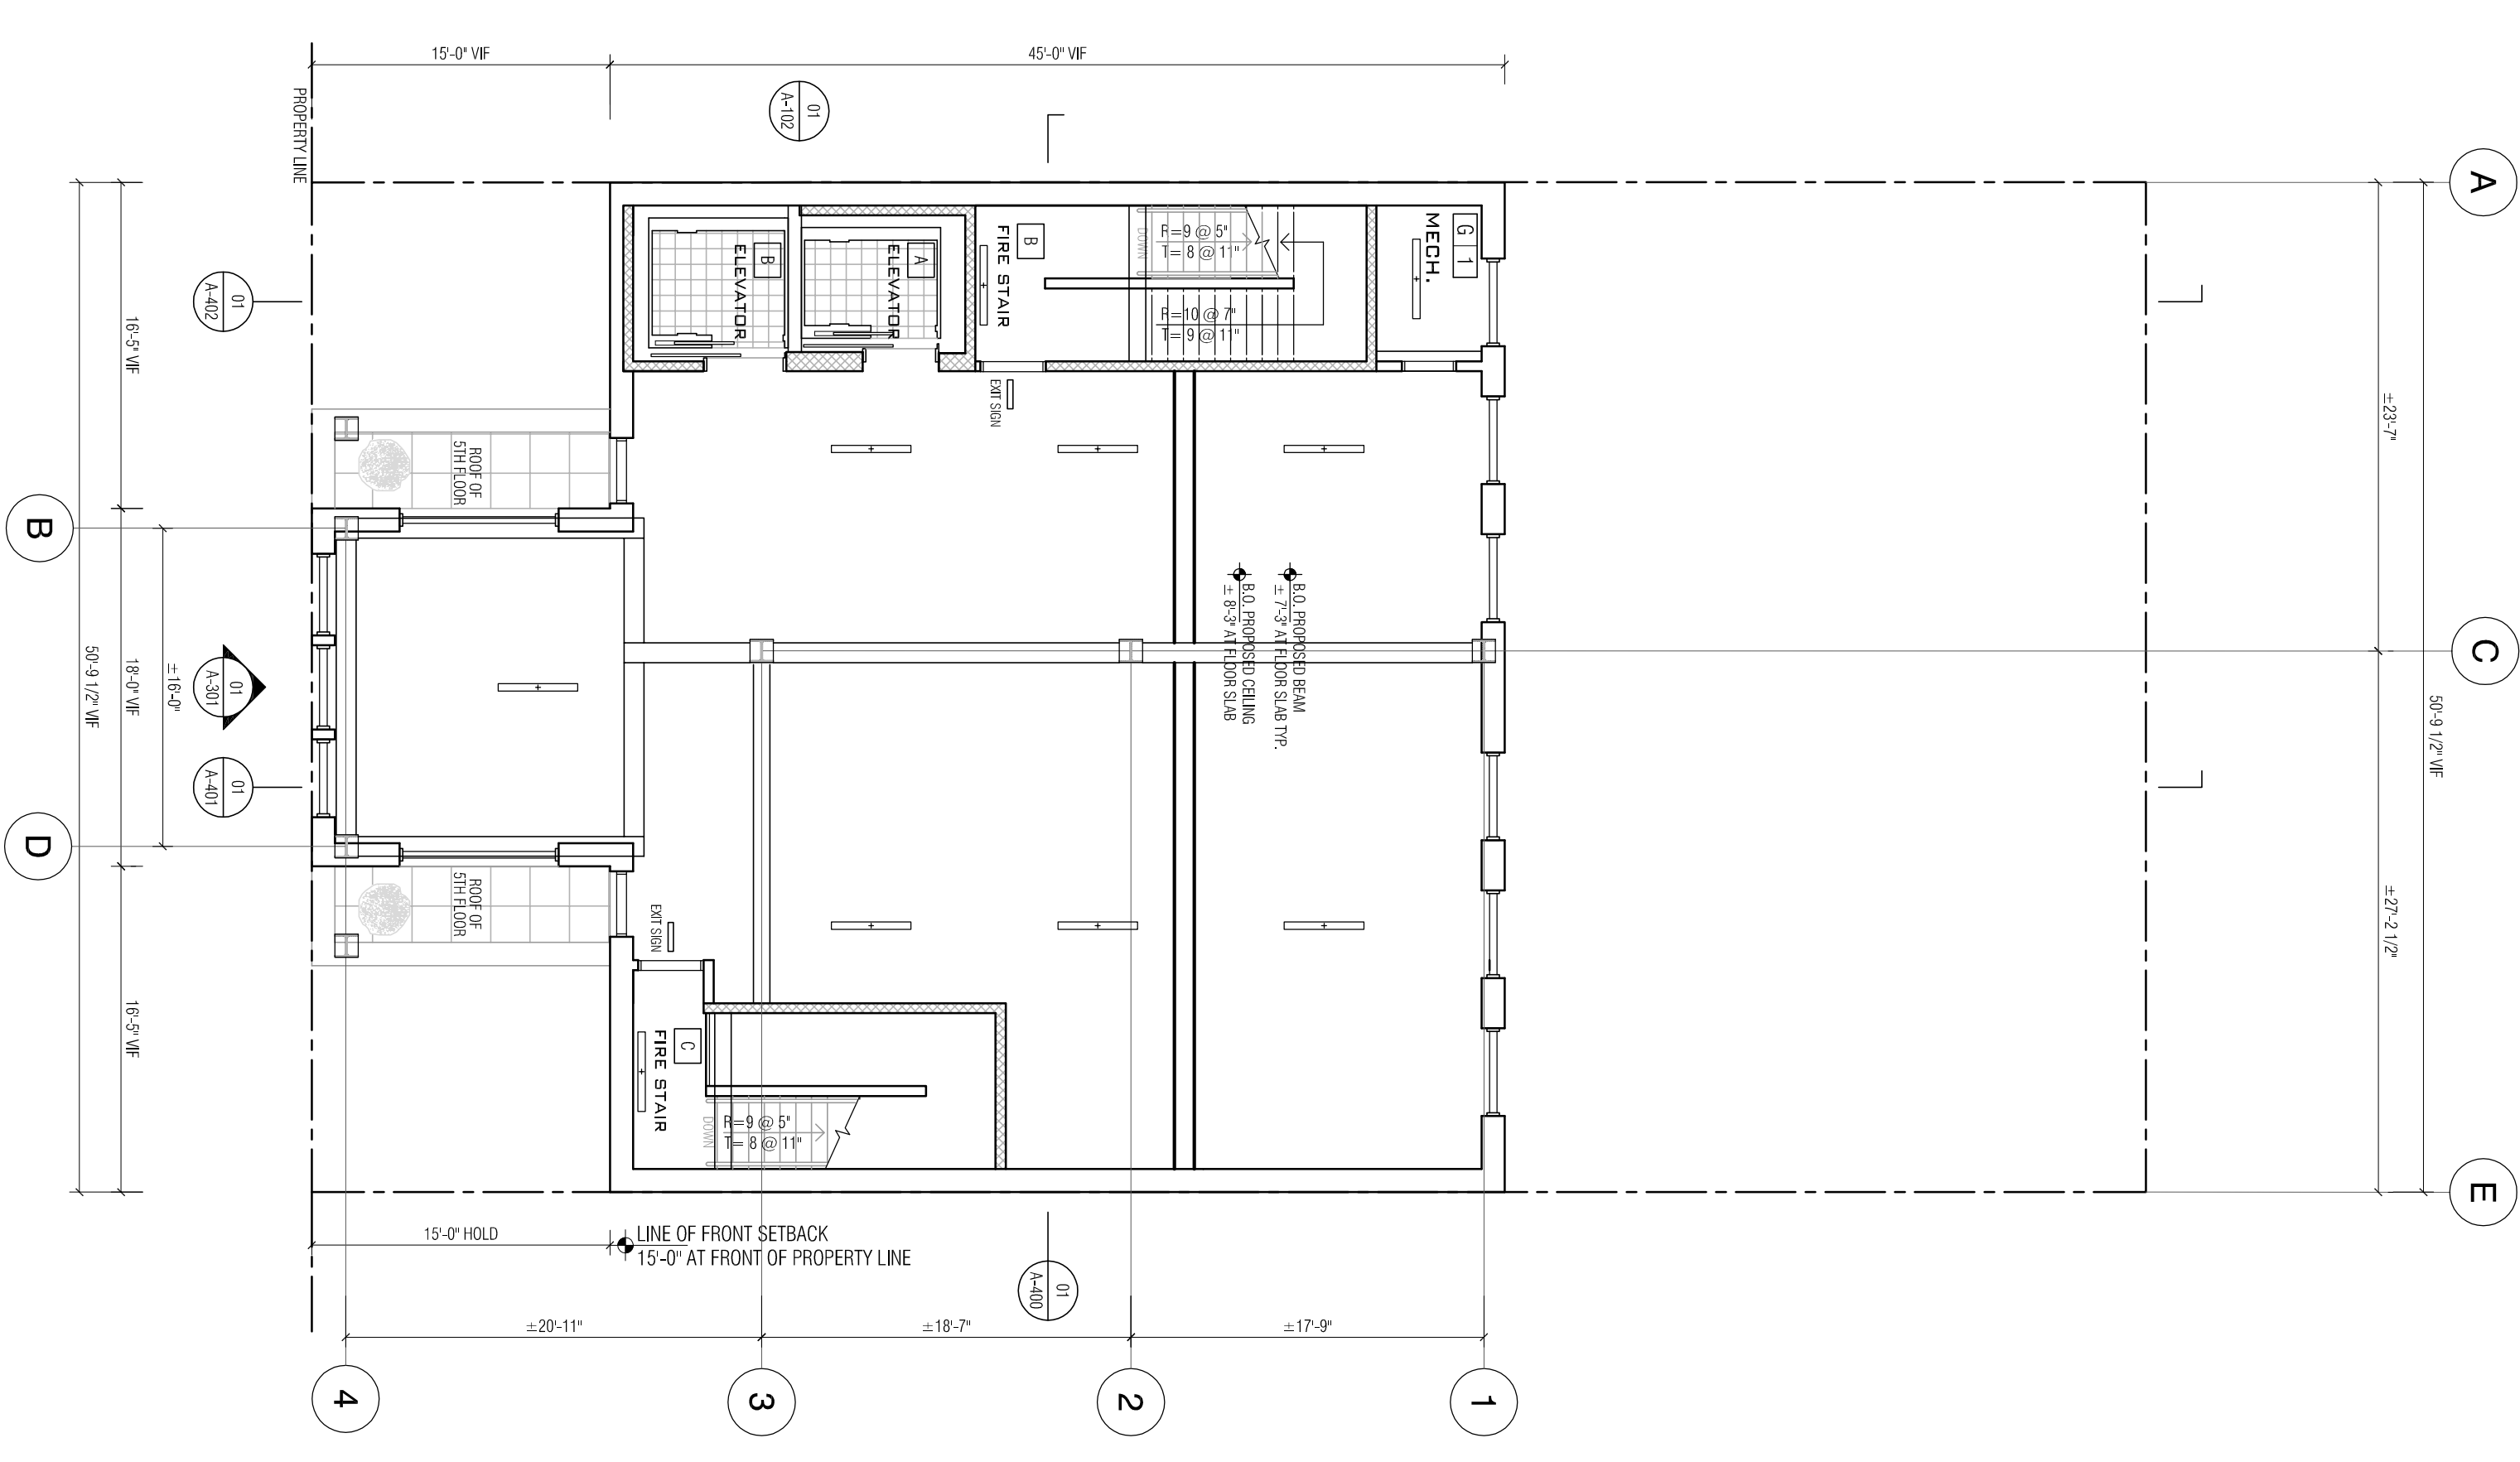 15'-0" VIF
45'-0" VIF
PROPERTY LINE
01
A-102
A
G
1
MECH.
B
FIRE STAIR
R=9 @ 5"
T= 8 @ 11"
DOWN
R=10 @ 7"
T= 9 @ 11"
A
ELEVATOR
B
ELEVATOR
EXIT SIGN
01
A-402
16'-5" VIF
±23'-7"
ROOF OF
5TH FLOOR
B
B.O. PROPOSED BEAM
± 7'-3" AT FLOOR SLAB TYP.
B.O. PROPOSED CEILING
± 8'-3" AT FLOOR SLAB
C
50'-9 1/2" VIF
18'-0" VIF
±16'-0"
01
A-301
50'-9 1/2" VIF
01
A-401
D
ROOF OF
5TH FLOOR
EXIT SIGN
±27'-2 1/2"
16'-5" VIF
C
FIRE STAIR
R=9 @ 5"
T= 8 @ 11"
DOWN
E
15'-0" HOLD
LINE OF FRONT SETBACK
15'-0" AT FRONT OF PROPERTY LINE
01
A-400
±20'-11"
±18'-7"
±17'-9"
4
3
2
1